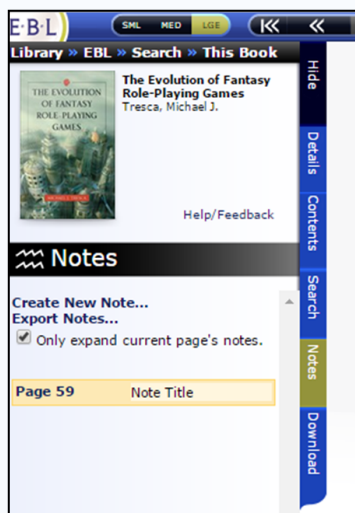 E·B·L
SML MED LGE
Library » EBL » Search » This Book
THE EVOLUTION
OF FANTASY
ROLE-PLAYING
GAMES
The Evolution of Fantasy
Role-Playing Games
Tresca, Michael J.
Help/Feedback
Notes
Create New Note...
Export Notes...
Only expand current page's notes.
Page 59 Note Title
Hide
Details
Contents
Search
Notes
Download